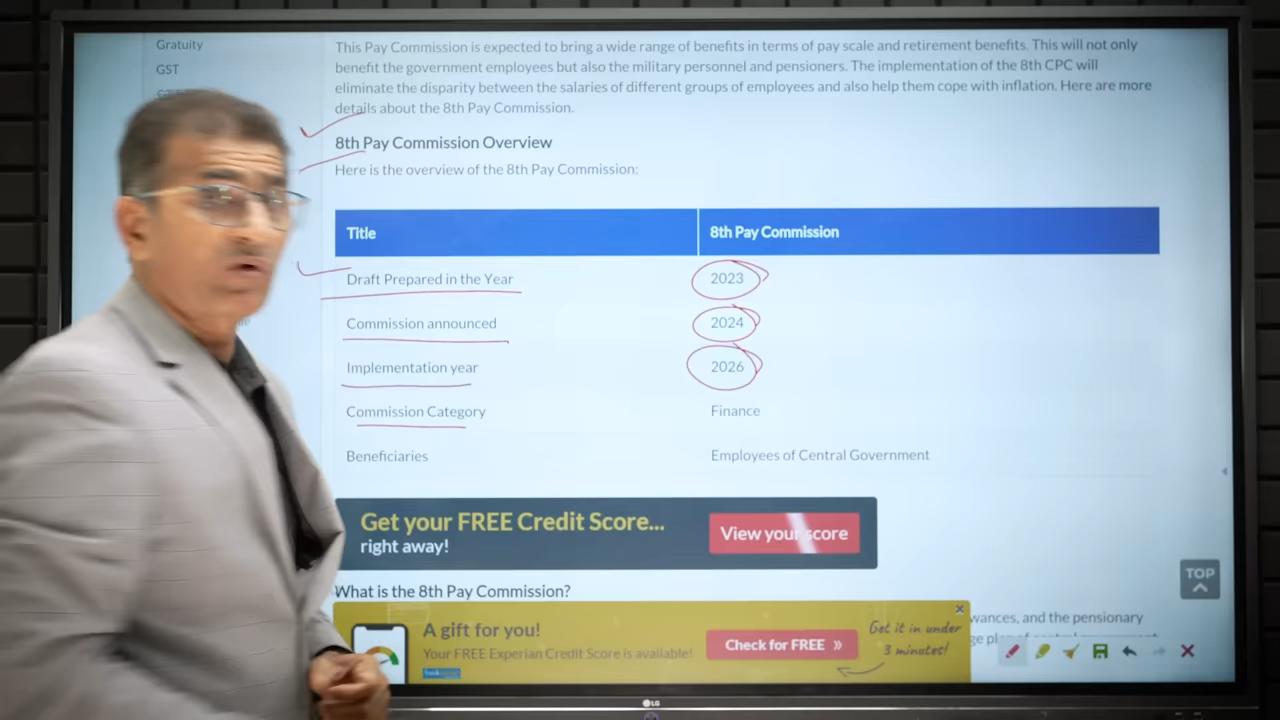 Gratuity
GST
This Pay Commission is expected to bring a wide range of benefits in terms of pay scale and retirement benefits. This will not only
benefit the government employees but also the military personnel and pensioners. The implementation of the 8th CPC will
eliminate the disparity between the salaries of different groups of employees and also help them cope with inflation. Here are more
details about the 8th Pay Commission.
8th Pay Commission Overview
Here is the overview of the 8th Pay Commission:
Title 8th Pay Commission
Draft Prepared in the Year 2023
Commission announced 2024
Implementation year 2026
Commission Category Finance
Beneficiaries Employees of Central Government
Get your FREE Credit Score...
right away!
View your score
What is the 8th Pay Commission?
TOP
wances, and the pensionary
A gift for you!
Your FREE Experian Credit Score is available!
Check for FREE »
Get it in under
3 minutes!
LG